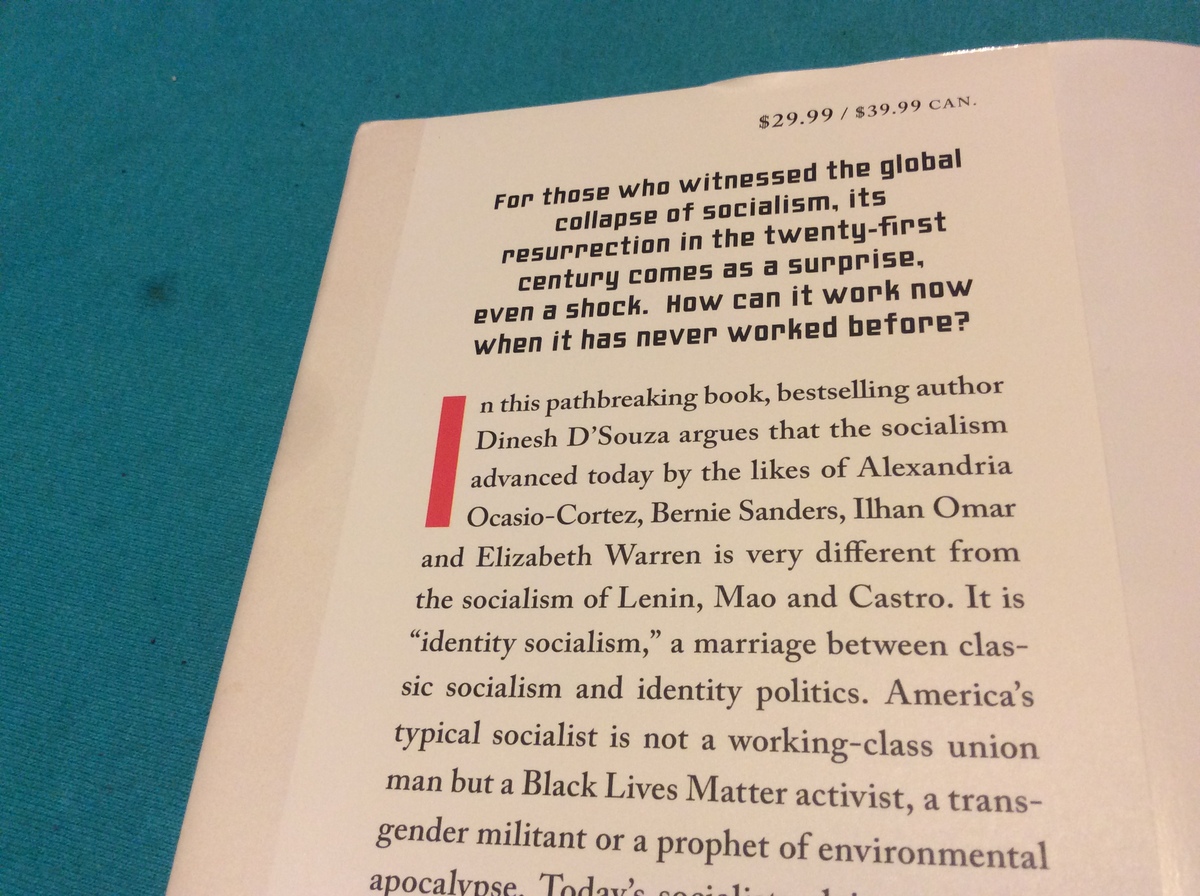 $29.99 / $39.99 CAN.
For those who witnessed the global
collapse of socialism, its
resurrection in the twenty-first
century comes as a surprise,
even a shock. How can it work now
when it has never worked before?
In this pathbreaking book, bestselling author
Dinesh D’Souza argues that the socialism
advanced today by the likes of Alexandria
Ocasio-Cortez, Bernie Sanders, Ilhan Omar
and Elizabeth Warren is very different from
the socialism of Lenin, Mao and Castro. It is
“identity socialism,” a marriage between clas-
sic socialism and identity politics. America’s
typical socialist is not a working-class union
man but a Black Lives Matter activist, a trans-
gender militant or a prophet of environmental
apocalypse. Today’s